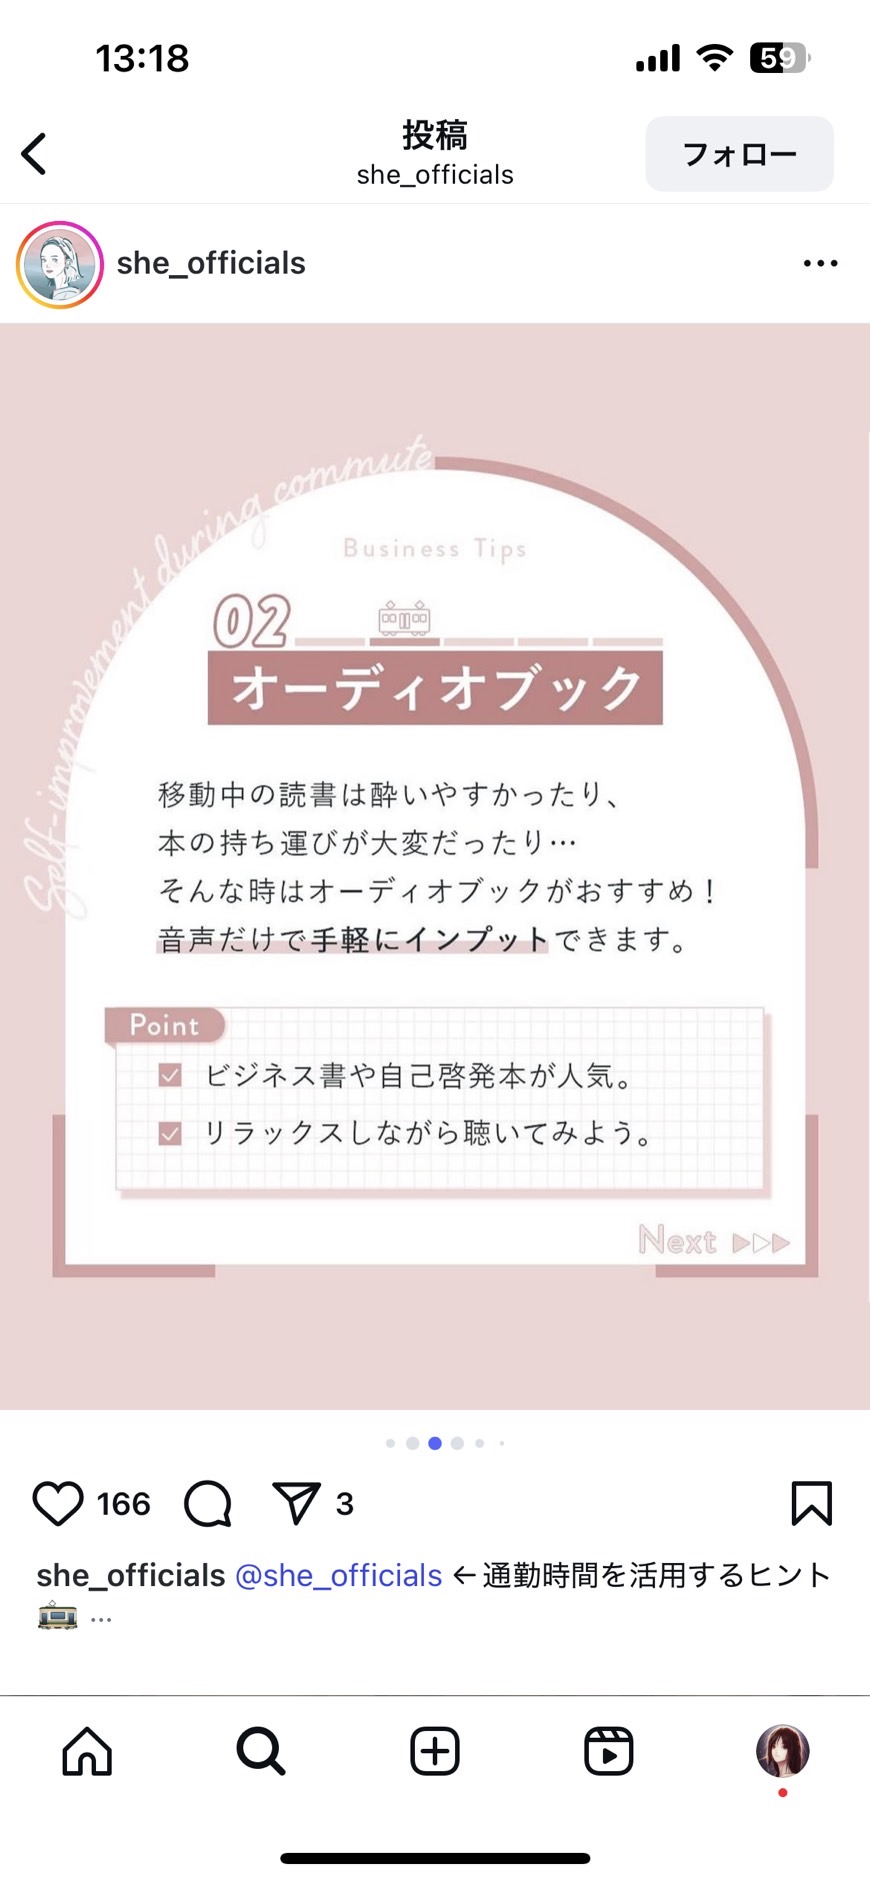 13:18
59
投稿
she_officials
フォロー
she_officials
Self-improvement during commute
Business Tips
02
オーディオブック
移動中の読書は酔いやすかったり、
本の持ち運びが大変だったり…
そんな時はオーディオブックがおすすめ！
音声だけで手軽にインプットできます。
Point
ビジネス書や自己啓発本が人気。
リラックスしながら聴いてみよう。
Next
166
3
she_officials @she_officials ←通勤時間を活用するヒント
🚃 ...